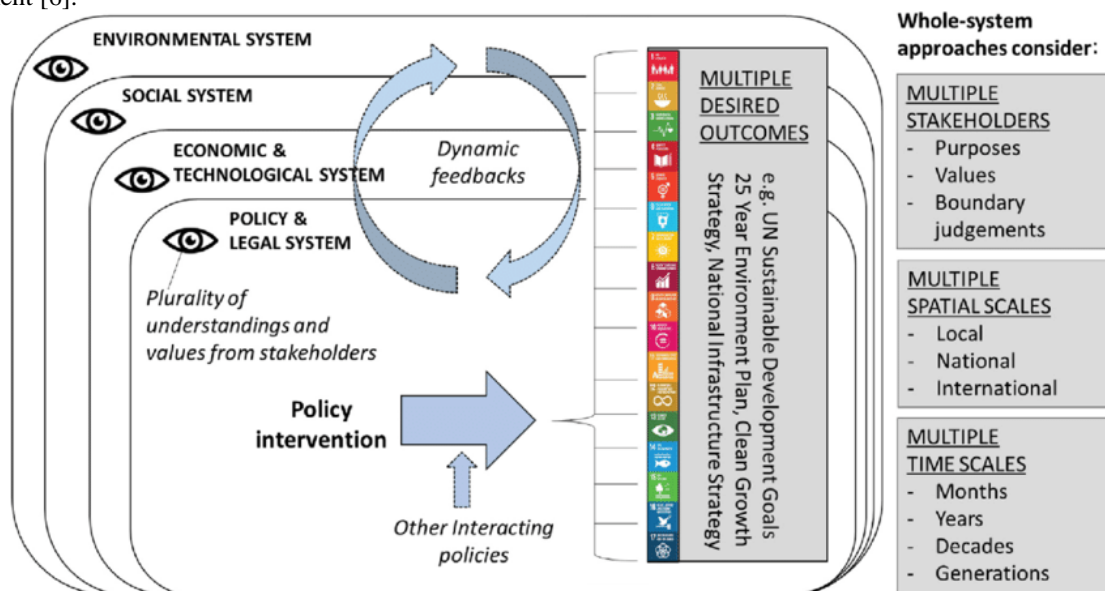 ent [6].
ENVIRONMENTAL SYSTEM
SOCIAL SYSTEM
ECONOMIC &
TECHNOLOGICAL SYSTEM
POLICY &
LEGAL SYSTEM
Plurality of
understandings and
values from stakeholders
Dynamic
feedbacks
Policy
intervention
Other Interacting
policies
MULTIPLE
DESIRED
OUTCOMES
e.g. UN Sustainable Development Goals
25 Year Environment Plan, Clean Growth
Strategy, National Infrastructure Strategy
Whole-system
approaches consider:
MULTIPLE
STAKEHOLDERS
- Purposes
- Values
- Boundary
judgements
MULTIPLE
SPATIAL SCALES
- Local
- National
- International
MULTIPLE
TIME SCALES
- Months
- Years
- Decades
- Generations